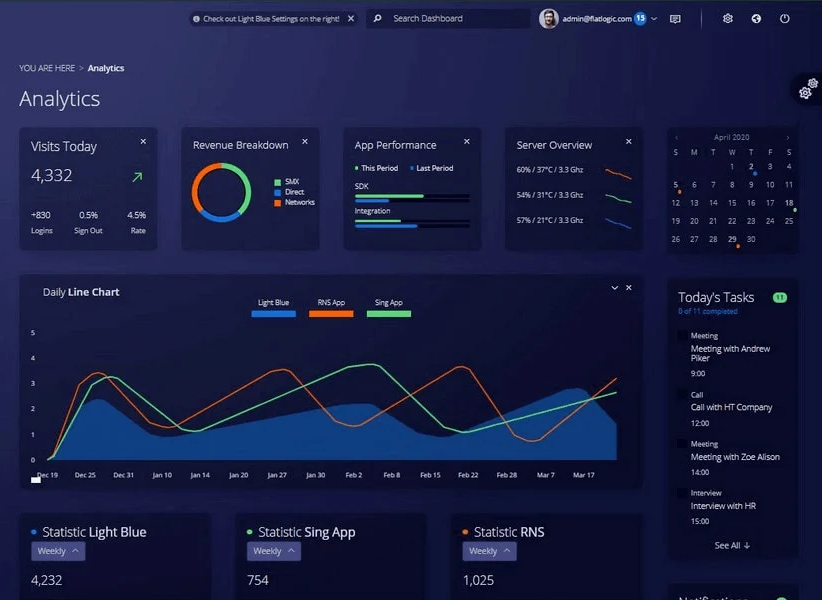 Check out Light Blue Settings on the right!
Search Dashboard
admin@flatlogic.com 15
YOU ARE HERE > Analytics
Analytics
Visits Today
4,332
+830 0.5% 4.5%
Logins Sign Out Rate
Revenue Breakdown
SMX
Direct
Networks
App Performance
This Period Last Period
SDK
Integration
Server Overview
60% / 37°C / 3.3 Ghz
54% / 31°C / 3.3 Ghz
57% / 21°C / 3.3 Ghz
April 2020
S M T W T F S
1 2 3 4
5 6 7 8 9 10 11
12 13 14 15 16 17 18
19 20 21 22 23 24 25
26 27 28 29 30
Daily Line Chart
Light Blue RNS App Sing App
5
4
3
2
1
0
Dec 19 Dec 25 Dec 31 Jan 10 Jan 14 Jan 20 Jan 27 Jan 30 Feb 2 Feb 8 Feb 15 Feb 22 Feb 28 Mar 7 Mar 17
Today's Tasks 11
0 of 11 completed
Meeting
Meeting with Andrew
Piker
9:00
Call
Call with HT Company
12:00
Meeting
Meeting with Zoe Alison
14:00
Interview
Interview with HR
15:00
See All
Statistic Light Blue
Weekly
4,232
Statistic Sing App
Weekly
754
Statistic RNS
Weekly
1,025